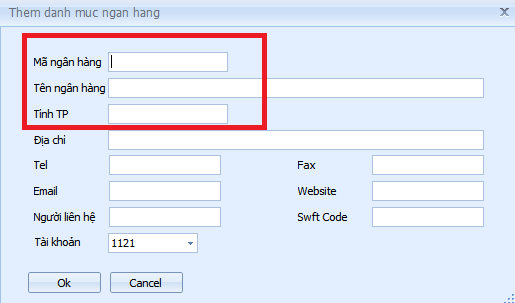 Them danh muc ngan hang
Mã ngân hàng
Tên ngân hàng
Tỉnh TP
Địa chỉ
Tel Fax
Email Website
Người liên hệ Swft Code
Tài khoản 1121
Ok Cancel